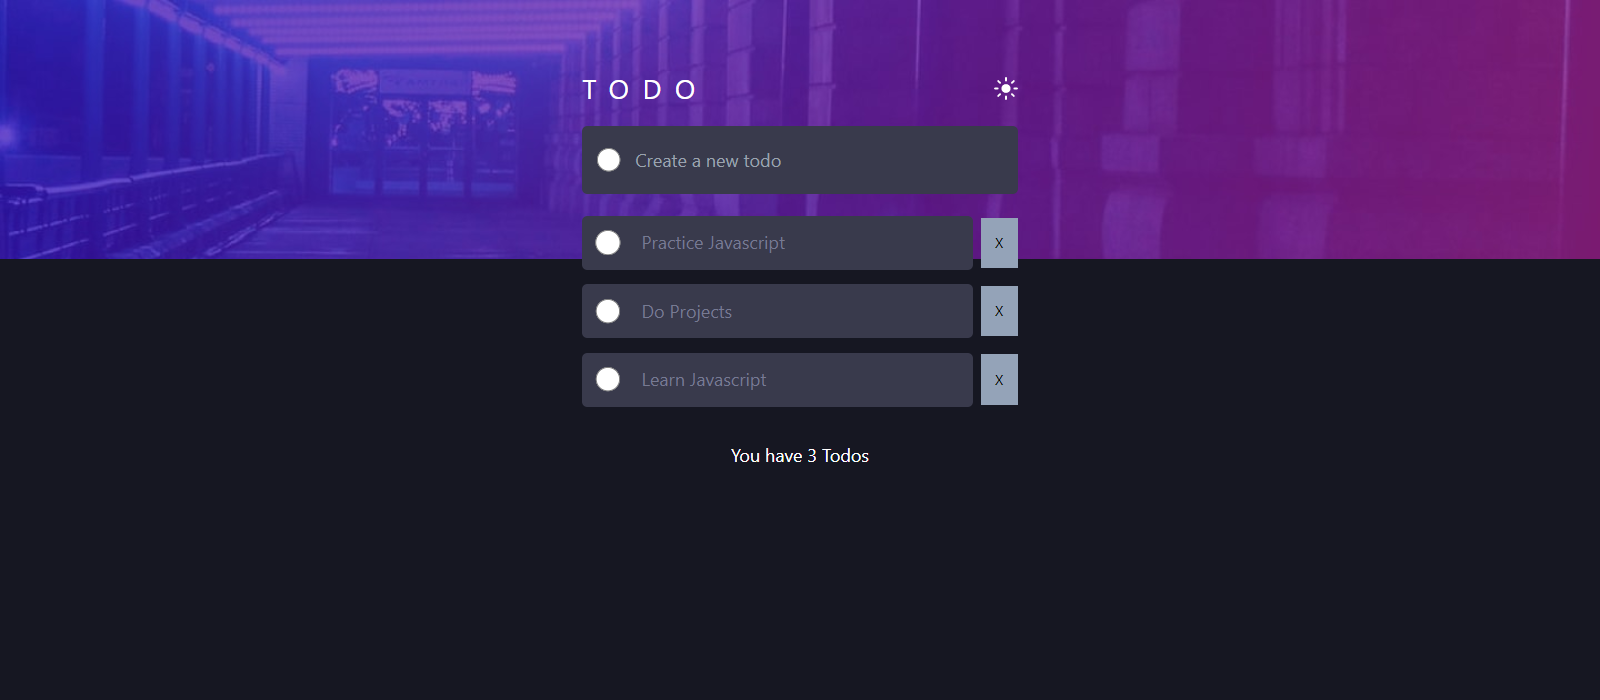 TODO
Create a new todo
Practice Javascript X
Do Projects X
Learn Javascript X
You have 3 Todos